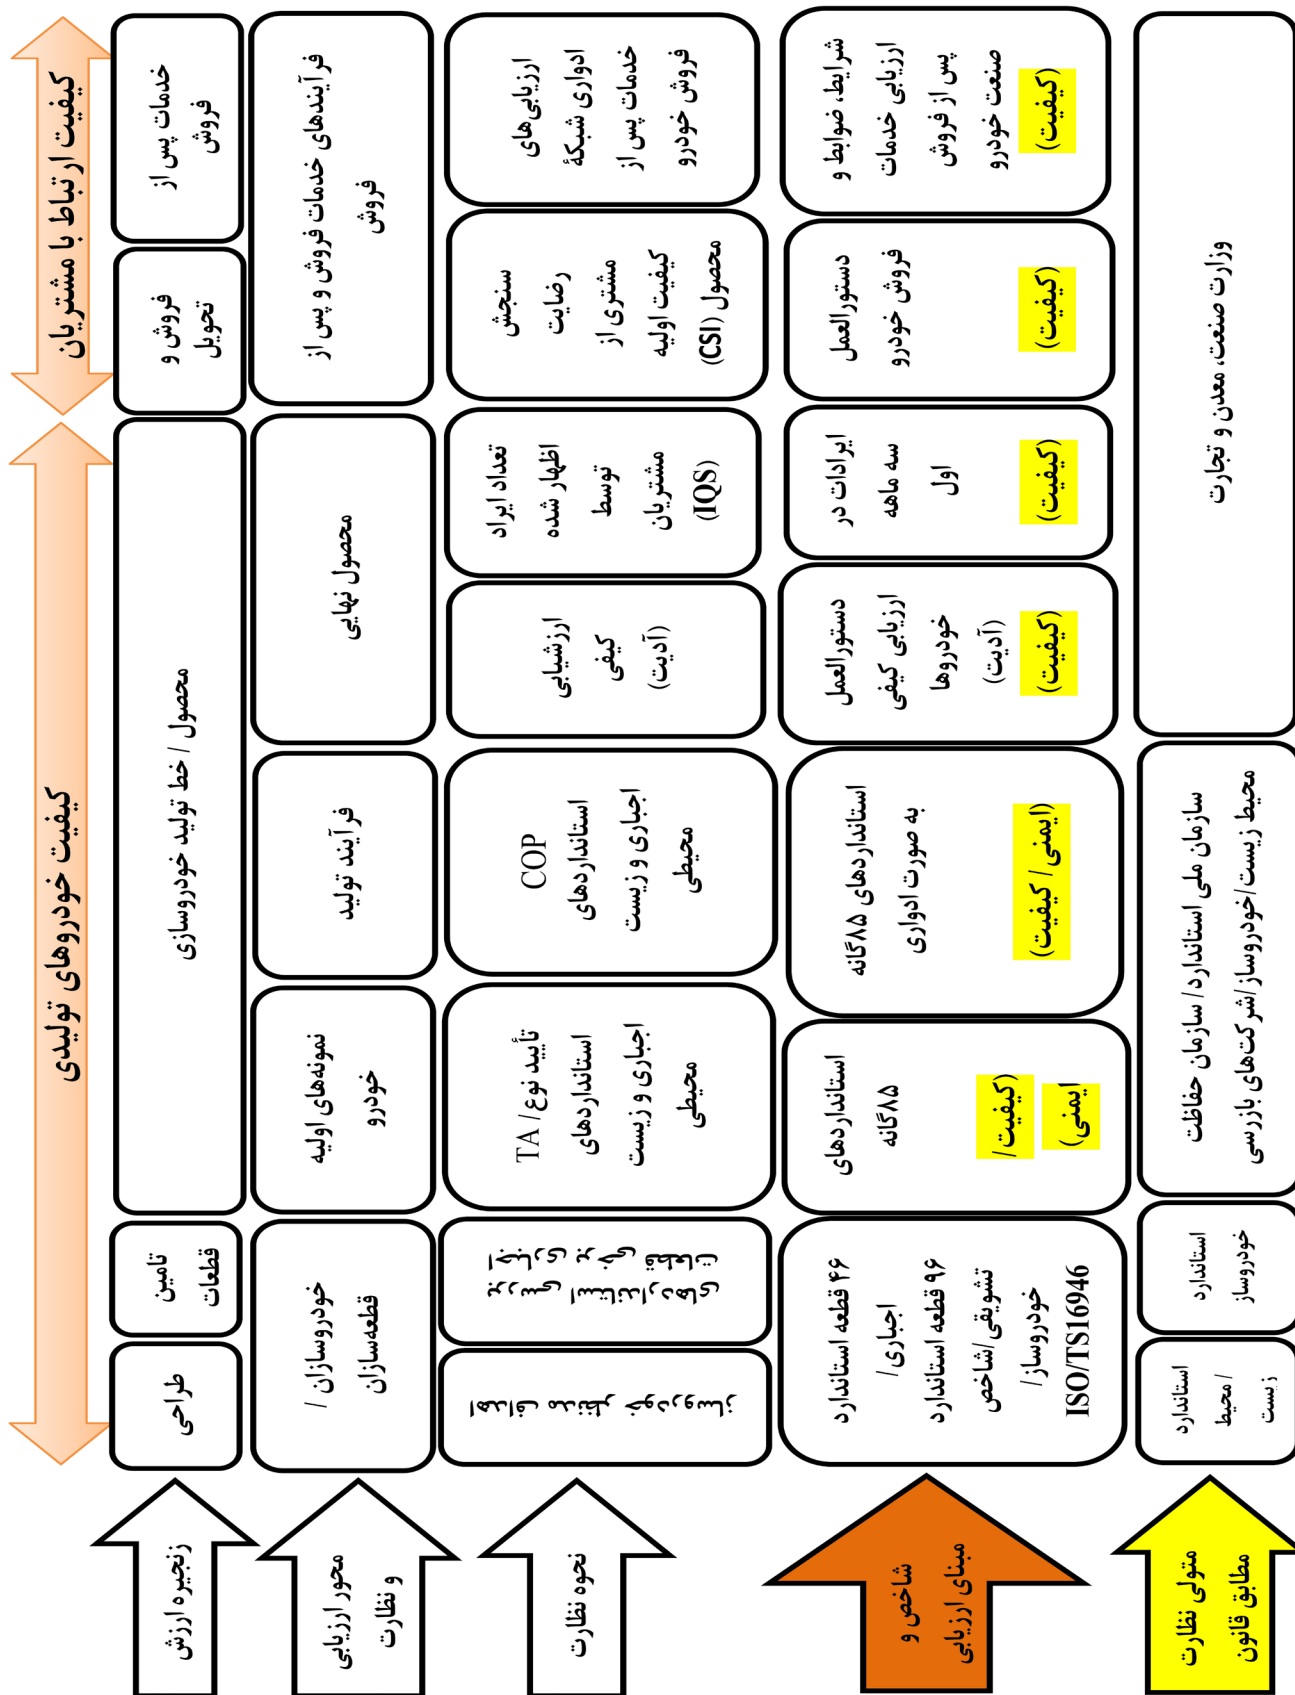 کیفیت ارتباط با مشتریان
کیفیت خودروهای تولیدی
خدمات پس از
فروش
فروش و
تحویل
محصول / خط تولید خودروسازی
تامین
قطعات
طراحی
زنجیره ارزش
فرآیندهای خدمات فروش و پس از
فروش
محصول نهایی
فرآیند تولید
نمونه‌های اولیه
خودرو
خودروسازان /
قطعه‌سازان
محور ارزیابی
و نظارت
ارزیابی‌های
ادواری شبکۀ
خدمات پس از
فروش خودرو
سنجش
رضایت
مشتری از
کیفیت اولیه
محصول (CSI)
تعداد ایراد
اظهار شده
توسط
مشتریان
(IQS)
ارزشیابی
کیفی
(آدیت)
COP
استانداردهای
اجباری و زیست
محیطی
تأیید نوع / TA
استانداردهای
اجباری و زیست
محیطی
بررسی استانداردهای
اجباری برخی قطعات
اهداف مدنظر خودروساز
نحوه نظارت
شرایط، ضوابط و
ارزیابی خدمات
پس از فروش
صنعت خودرو
(کیفیت)
دستورالعمل
فروش خودرو
(کیفیت)
ایرادات در
سه ماهه
اول
(کیفیت)
دستورالعمل
ارزیابی کیفی
خودروها
(آدیت)
(کیفیت)
استانداردهای ۸۵گانه
به صورت ادواری
(ایمنی / کیفیت)
استانداردهای
۸۵گانه
(کیفیت/
ایمنی)
۴۶ قطعه استاندارد
اجباری /
۹۶ قطعه استاندارد
تشویقی/شاخص
خودروساز/
ISO/TS16946
شاخص و
مبنای ارزیابی
وزارت صنعت، معدن و تجارت
سازمان ملی استاندارد/ سازمان حفاظت
محیط زیست/خودروساز/شرکت‌های بازرسی
استاندارد
خودروساز
استاندارد
/ محیط
زیست
متولی نظارت
مطابق قانون